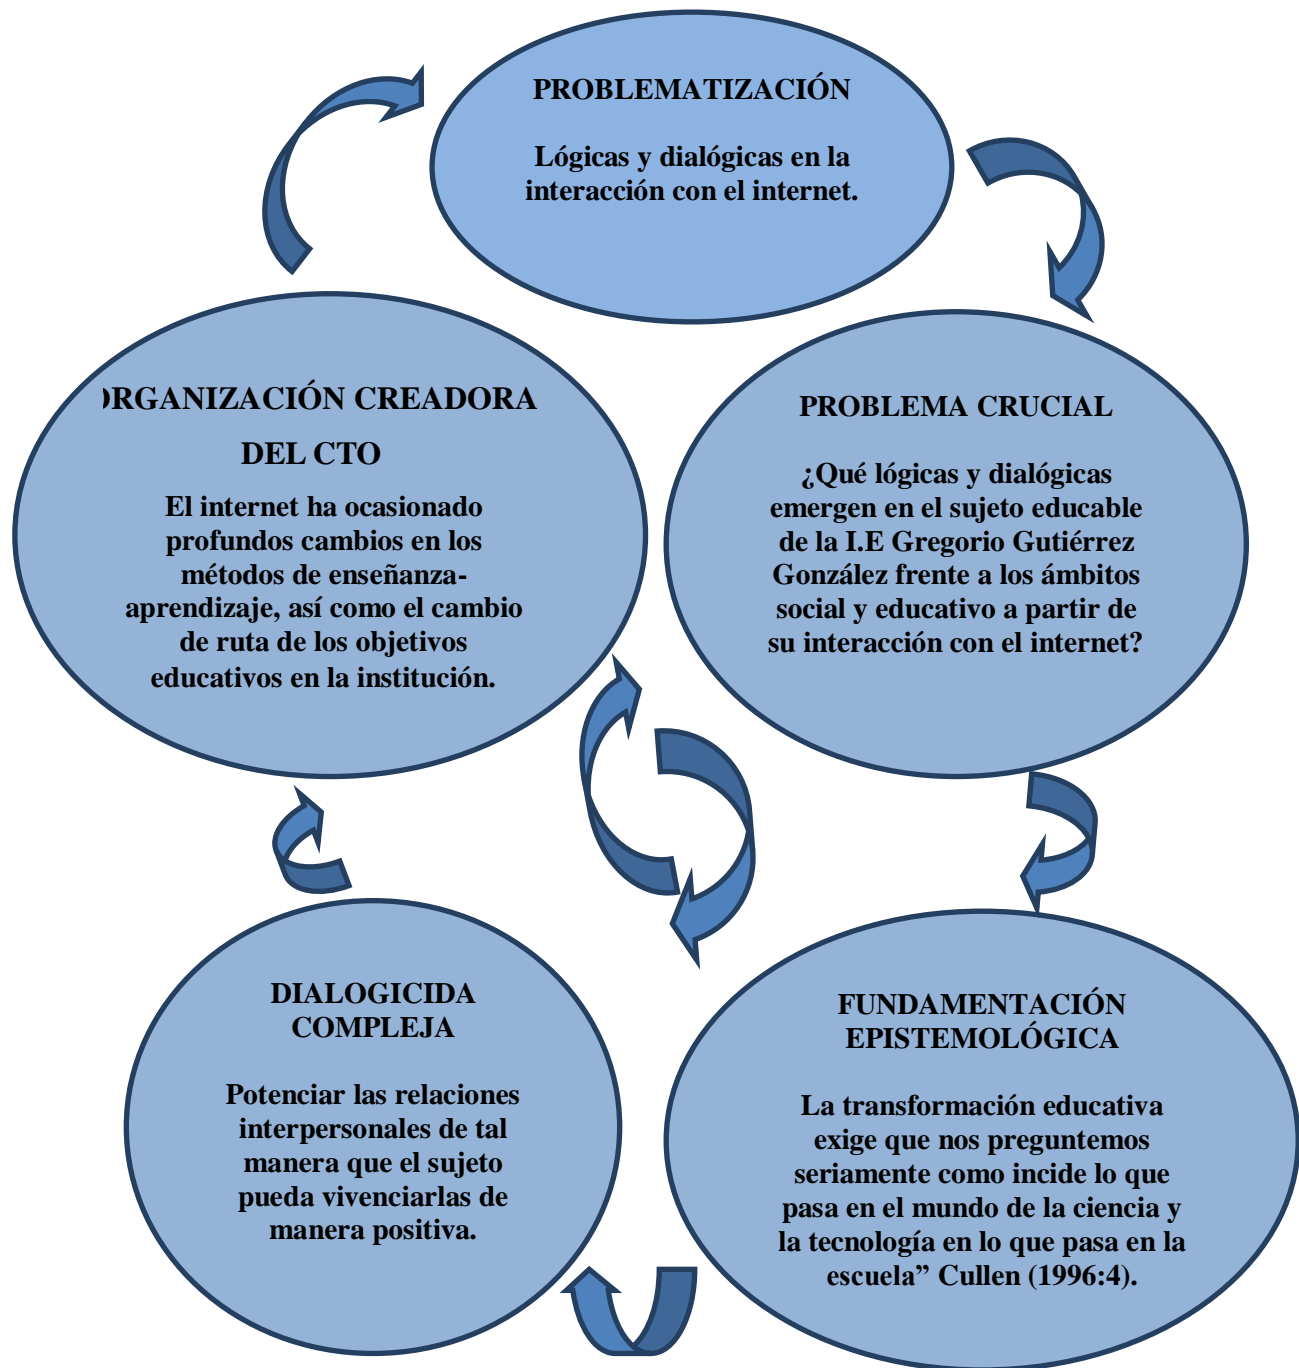 PROBLEMATIZACIÓN
Lógicas y dialógicas en la
interacción con el internet.
PROBLEMA CRUCIAL
¿Qué lógicas y dialógicas
emergen en el sujeto educable
de la I.E Gregorio Gutiérrez
González frente a los ámbitos
social y educativo a partir de
su interacción con el internet?
FUNDAMENTACIÓN
EPISTEMOLÓGICA
La transformación educativa
exige que nos preguntemos
seriamente como incide lo que
pasa en el mundo de la ciencia y
la tecnología en lo que pasa en la
escuela” Cullen (1996:4).
DIALOGICIDA
COMPLEJA
Potenciar las relaciones
interpersonales de tal
manera que el sujeto
pueda vivenciarlas de
manera positiva.
ORGANIZACIÓN CREADORA
DEL CTO
El internet ha ocasionado
profundos cambios en los
métodos de enseñanza-
aprendizaje, así como el cambio
de ruta de los objetivos
educativos en la institución.